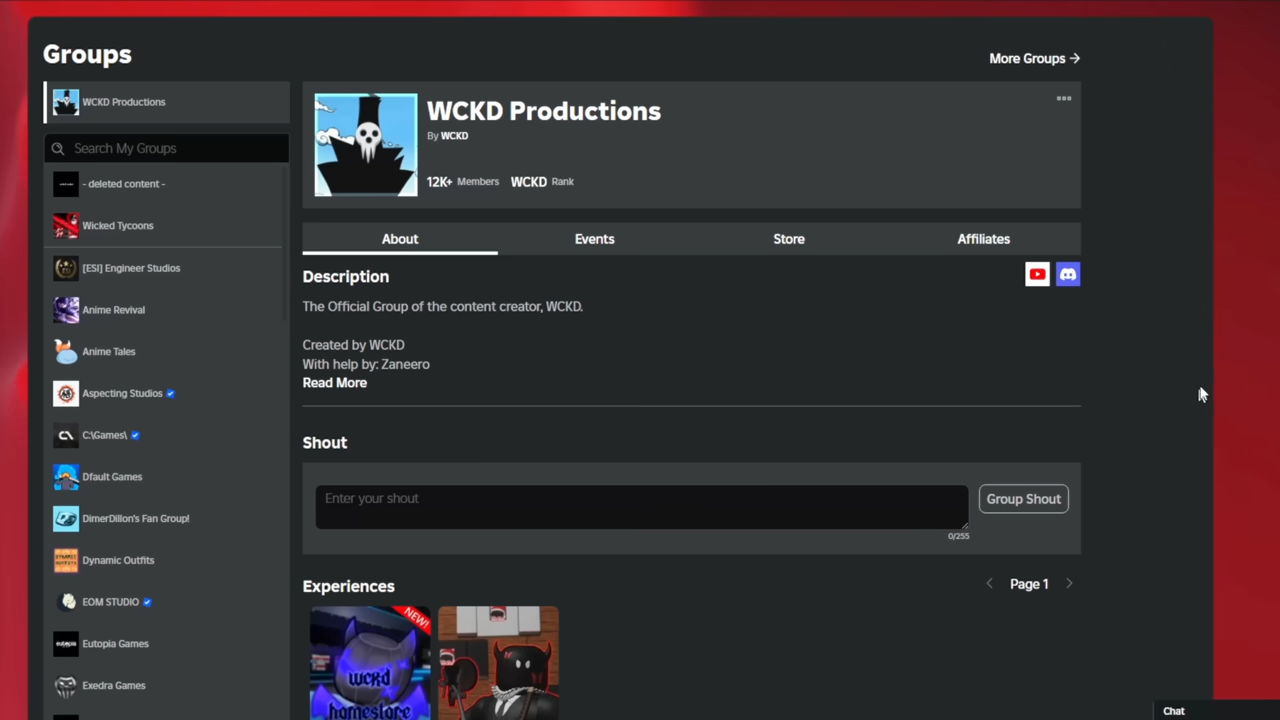 Groups
More Groups →
WCKD Productions
Search My Groups
- deleted content -
Wicked Tycoons
[ESI] Engineer Studios
Anime Revival
Anime Tales
Aspecting Studios
C:\Games\
Dfault Games
DimerDillon's Fan Group!
Dynamic Outfits
EOM STUDIO
Eutopia Games
Exedra Games
WCKD Productions
By WCKD
12K+ Members WCKD Rank
About Events Store Affiliates
Description
The Official Group of the content creator, WCKD.
Created by WCKD
With help by: Zaneero
Read More
Shout
Enter your shout
Group Shout
0/255
Experiences
Page 1
NEW!
wckd
homestore
Chat